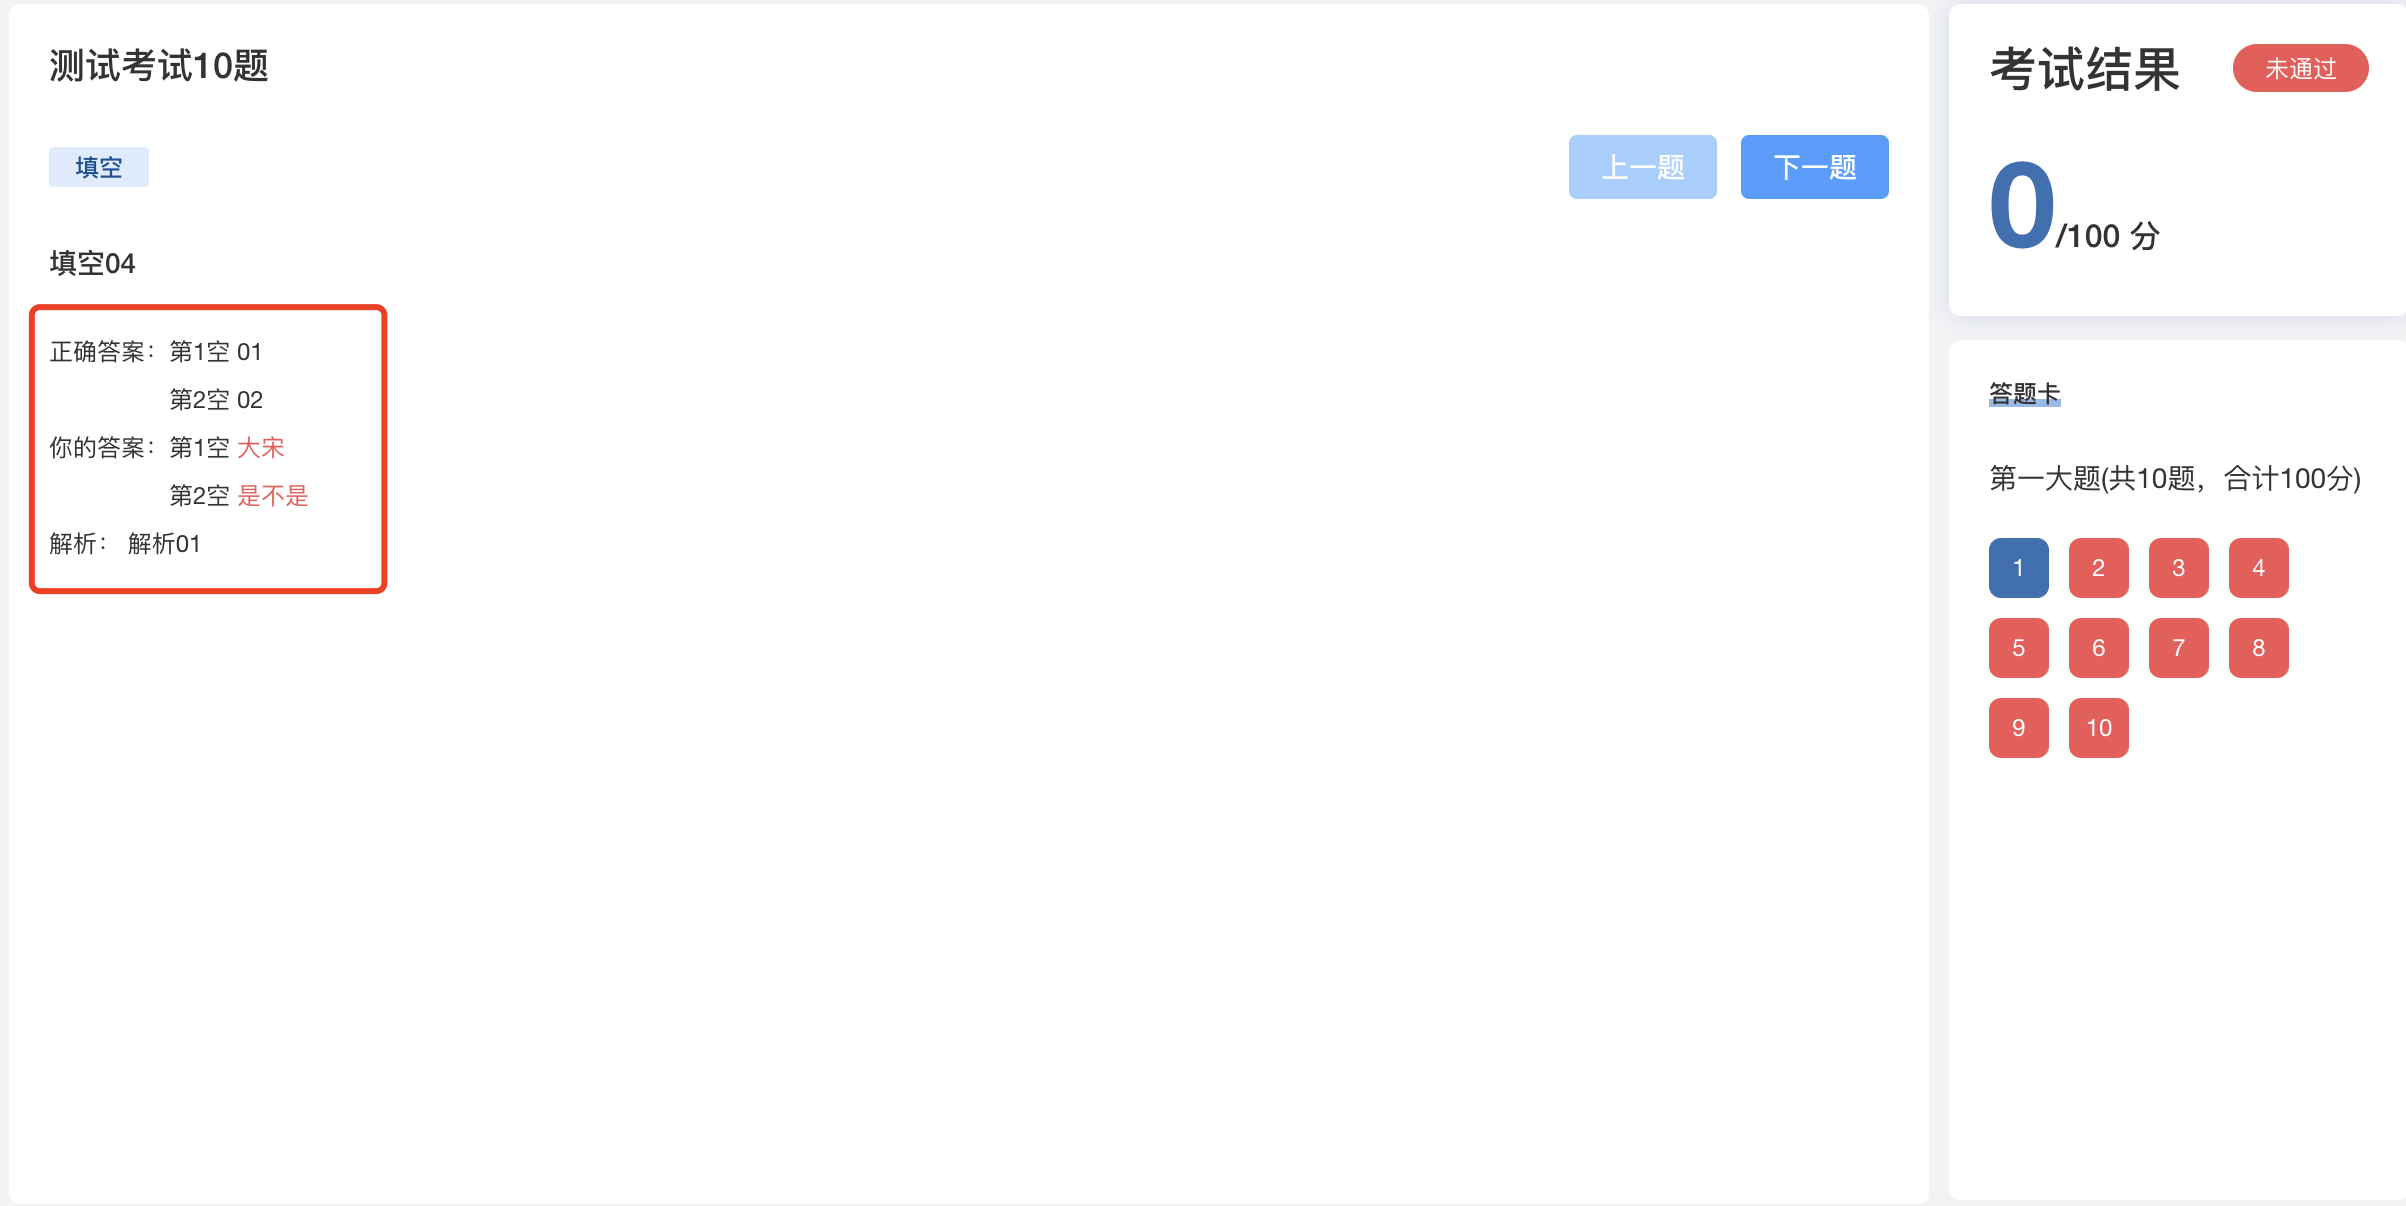 测试考试10题
填空
上一题
下一题
填空04
正确答案：第1空 01
第2空 02
你的答案：第1空 大宋
第2空 是不是
解析： 解析01
考试结果
未通过
0/100 分
答题卡
第一大题(共10题，合计100分)
1 2 3 4
5 6 7 8
9 10